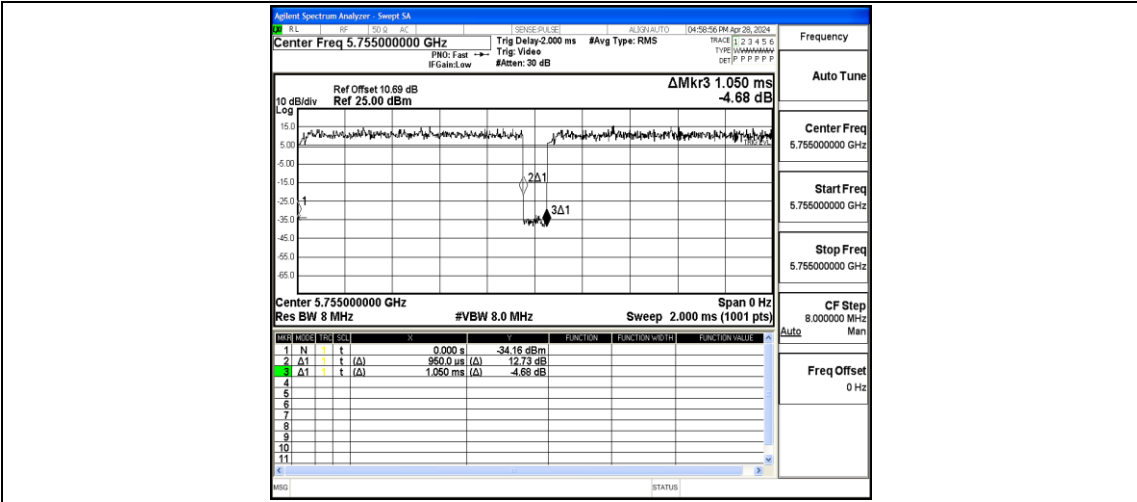 Agilent Spectrum Analyzer - Swept SA
RL RF 50 Ω AC SENSE:PULSE ALIGN AUTO 04:58:56 PM Apr 28, 2024
Center Freq 5.755000000 GHz
PNO: Fast
IFGain:Low
Trig Delay-2.000 ms #Avg Type: RMS
Trig: Video
#Atten: 30 dB
TRACE 1 2 3 4 5 6
TYPE
DET P P P P P P
Frequency
Auto Tune
Center Freq
5.755000000 GHz
Start Freq
5.755000000 GHz
Stop Freq
5.755000000 GHz
CF Step
8.000000 MHz
Auto Man
Freq Offset
0 Hz
ΔMkr3 1.050 ms
-4.68 dB
Ref Offset 10.69 dB
10 dB/div Ref 25.00 dBm
Log
15.0
5.00
-5.00
-15.0
-25.0
-35.0
-45.0
-55.0
-65.0
TRIG LVL
1
2Δ1
3Δ1
Center 5.755000000 GHz Span 0 Hz
Res BW 8 MHz #VBW 8.0 MHz Sweep 2.000 ms (1001 pts)
MKR MODE TRC SCL X Y FUNCTION FUNCTION WIDTH FUNCTION VALUE
1 N 1 t 0.000 s -34.16 dBm
2 Δ1 1 t (Δ) 950.0 µs (Δ) 12.73 dB
3 Δ1 1 t (Δ) 1.050 ms (Δ) -4.68 dB
4
5
6
7
8
9
10
11
MSG STATUS